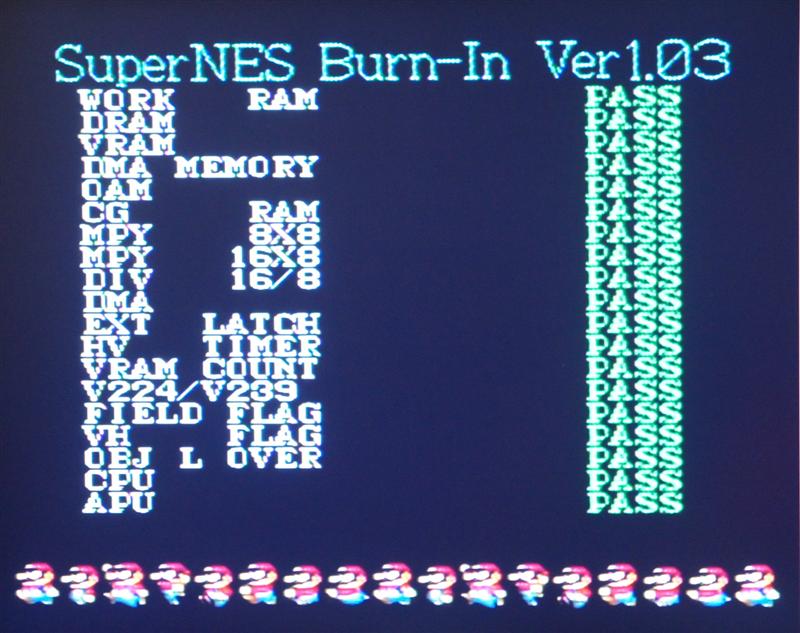 SuperNES Burn-In Ver1.03
WORK RAM PASS
DRAM PASS
VRAM PASS
DMA MEMORY PASS
OAM PASS
CG RAM PASS
MPY 8X8 PASS
MPY 16X8 PASS
DIV 16/8 PASS
DMA PASS
EXT LATCH PASS
HV TIMER PASS
VRAM COUNT PASS
V224/V239 PASS
FIELD FLAG PASS
VH FLAG PASS
OBJ L OVER PASS
CPU PASS
APU PASS